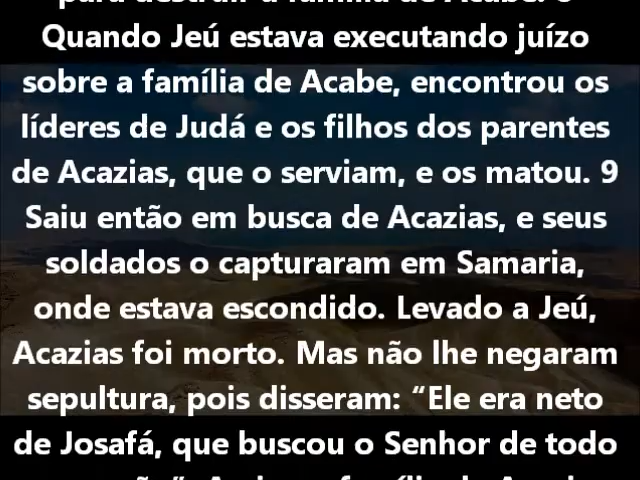 para destruir a família de Acabe. 8
Quando Jeú estava executando juízo
sobre a família de Acabe, encontrou os
líderes de Judá e os filhos dos parentes
de Acazias, que o serviam, e os matou. 9
Saiu então em busca de Acazias, e seus
soldados o capturaram em Samaria,
onde estava escondido. Levado a Jeú,
Acazias foi morto. Mas não lhe negaram
sepultura, pois disseram: “Ele era neto
de Josafá, que buscou o Senhor de todo